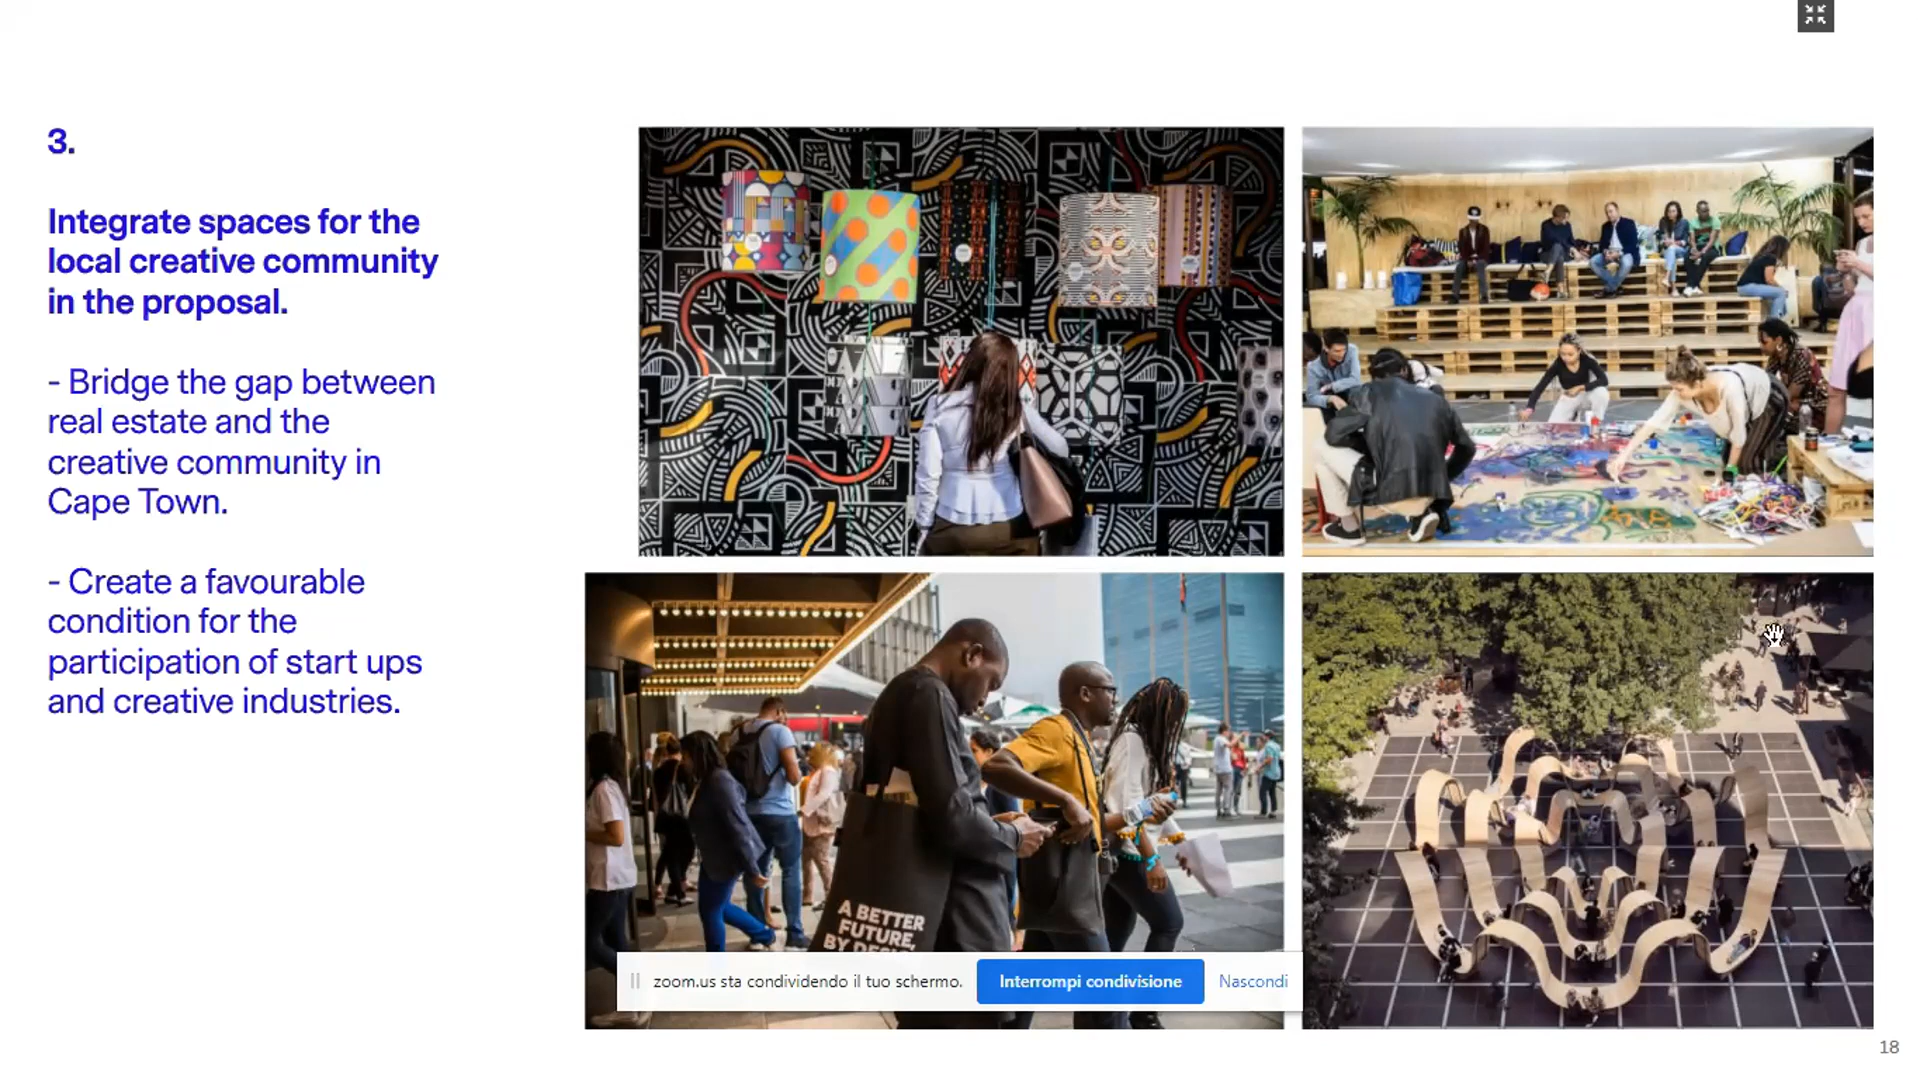 3.
Integrate spaces for the
local creative community
in the proposal.
- Bridge the gap between
real estate and the
creative community in
Cape Town.
- Create a favourable
condition for the
participation of start ups
and creative industries.
A BETTER
FUTURE,
zoom.us sta condividendo il tuo schermo.
Interrompi condivisione
Nascondi
18